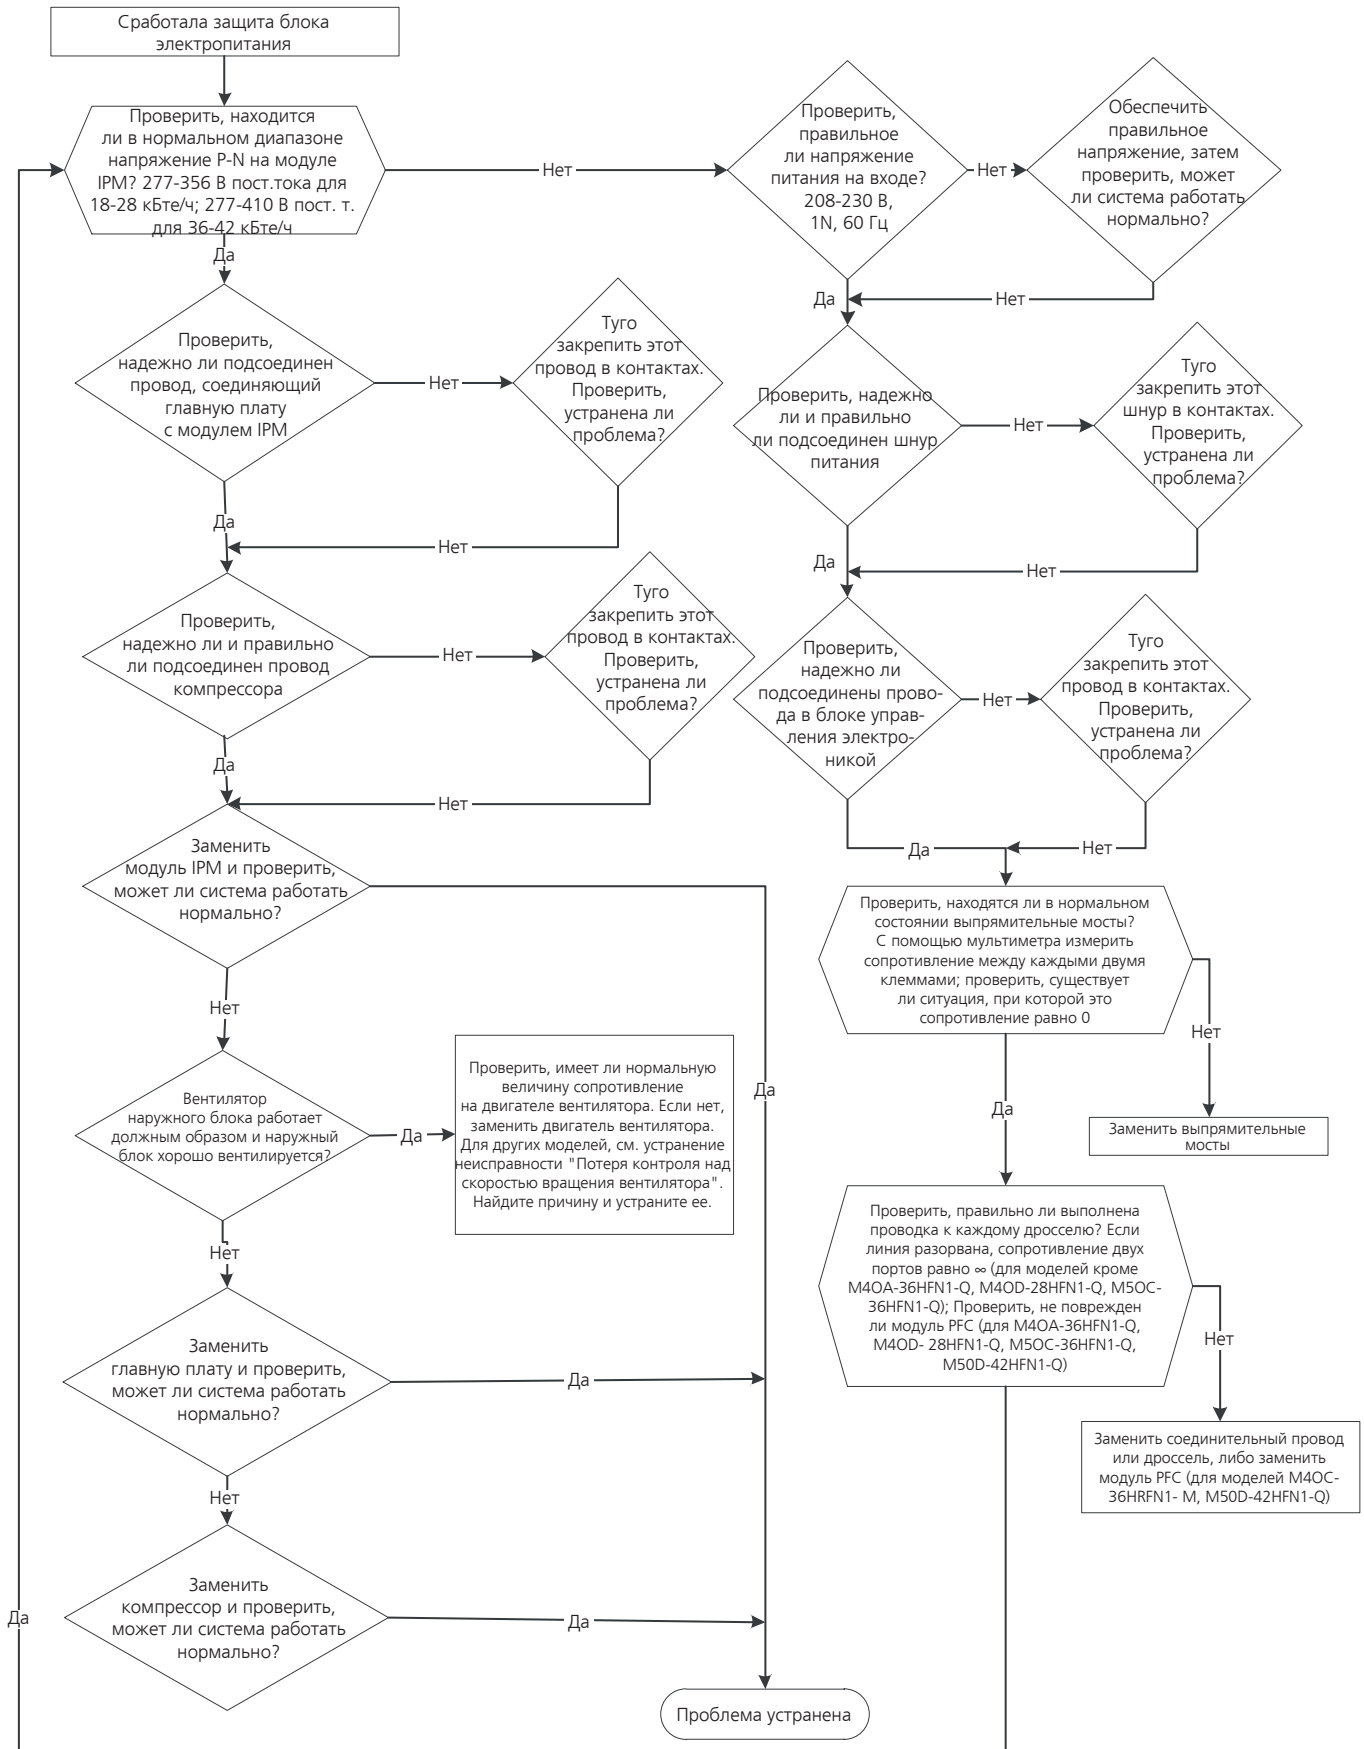 Сработала защита блока
электропитания
Проверить, находится
ли в нормальном диапазоне
напряжение P-N на модуле
IPM? 277-356 В пост.тока для
18-28 кБте/ч; 277-410 В пост. т.
для 36-42 кБте/ч
Нет
Проверить,
правильное
ли напряжение
питания на входе?
208-230 В,
1N, 60 Гц
Нет
Обеспечить
правильное
напряжение, затем
проверить, может
ли система работать
нормально?
Да
Да
Нет
Проверить,
надежно ли подсоединен
провод, соединяющий
главную плату
с модулем IPM
Нет
Туго
закрепить этот
провод в контактах.
Проверить,
устранена ли
проблема?
Проверить, надежно
ли и правильно
ли подсоединен шнур
питания
Нет
Туго
закрепить этот
шнур в контактах.
Проверить,
устранена ли
проблема?
Да
Нет
Да
Нет
Проверить,
надежно ли и правильно
ли подсоединен провод
компрессора
Нет
Туго
закрепить этот
провод в контактах.
Проверить,
устранена ли
проблема?
Проверить,
надежно ли
подсоединены прово-
да в блоке управ-
ления электро-
никой
Нет
Туго
закрепить этот
провод в контактах.
Проверить,
устранена ли
проблема?
Да
Нет
Да
Нет
Заменить
модуль IPM и проверить,
может ли система работать
нормально?
Проверить, находятся ли в нормальном
состоянии выпрямительные мосты?
С помощью мультиметра измерить
сопротивление между каждыми двумя
клеммами; проверить, существует
ли ситуация, при которой это
сопротивление равно 0
Нет
Нет
Вентилятор
наружного блока работает
должным образом и наружный
блок хорошо вентилируется?
Да
Проверить, имеет ли нормальную
величину сопротивление
на двигателе вентилятора. Если нет,
заменить двигатель вентилятора.
Для других моделей, см. устранение
неисправности "Потеря контроля над
скоростью вращения вентилятора".
Найдите причину и устраните ее.
Да
Да
Заменить выпрямительные
мосты
Проверить, правильно ли выполнена
проводка к каждому дросселю? Если
линия разорвана, сопротивление двух
портов равно ∞ (для моделей кроме
M4OA-36HFN1-Q, M4OD-28HFN1-Q, M5OC-
36HFN1-Q); Проверить, не поврежден
ли модуль PFC (для M4OA-36HFN1-Q,
M4OD- 28HFN1-Q, M5OC-36HFN1-Q,
M50D-42HFN1-Q)
Нет
Нет
Заменить
главную плату и проверить,
может ли система работать
нормально?
Да
Заменить соединительный провод
или дроссель, либо заменить
модуль PFC (для моделей M4OC-
36HRFN1- M, M50D-42HFN1-Q)
Нет
Заменить
компрессор и проверить,
может ли система работать
нормально?
Да
Да
Проблема устранена